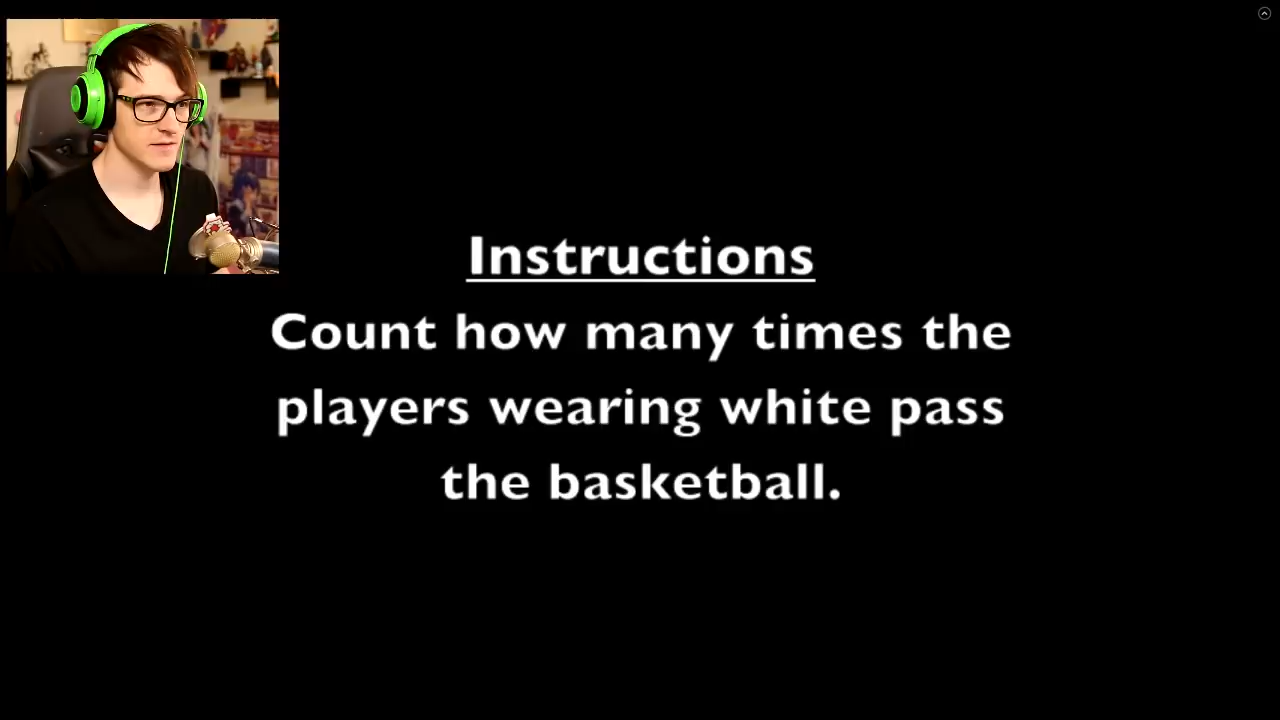 Instructions
Count how many times the
players wearing white pass
the basketball.